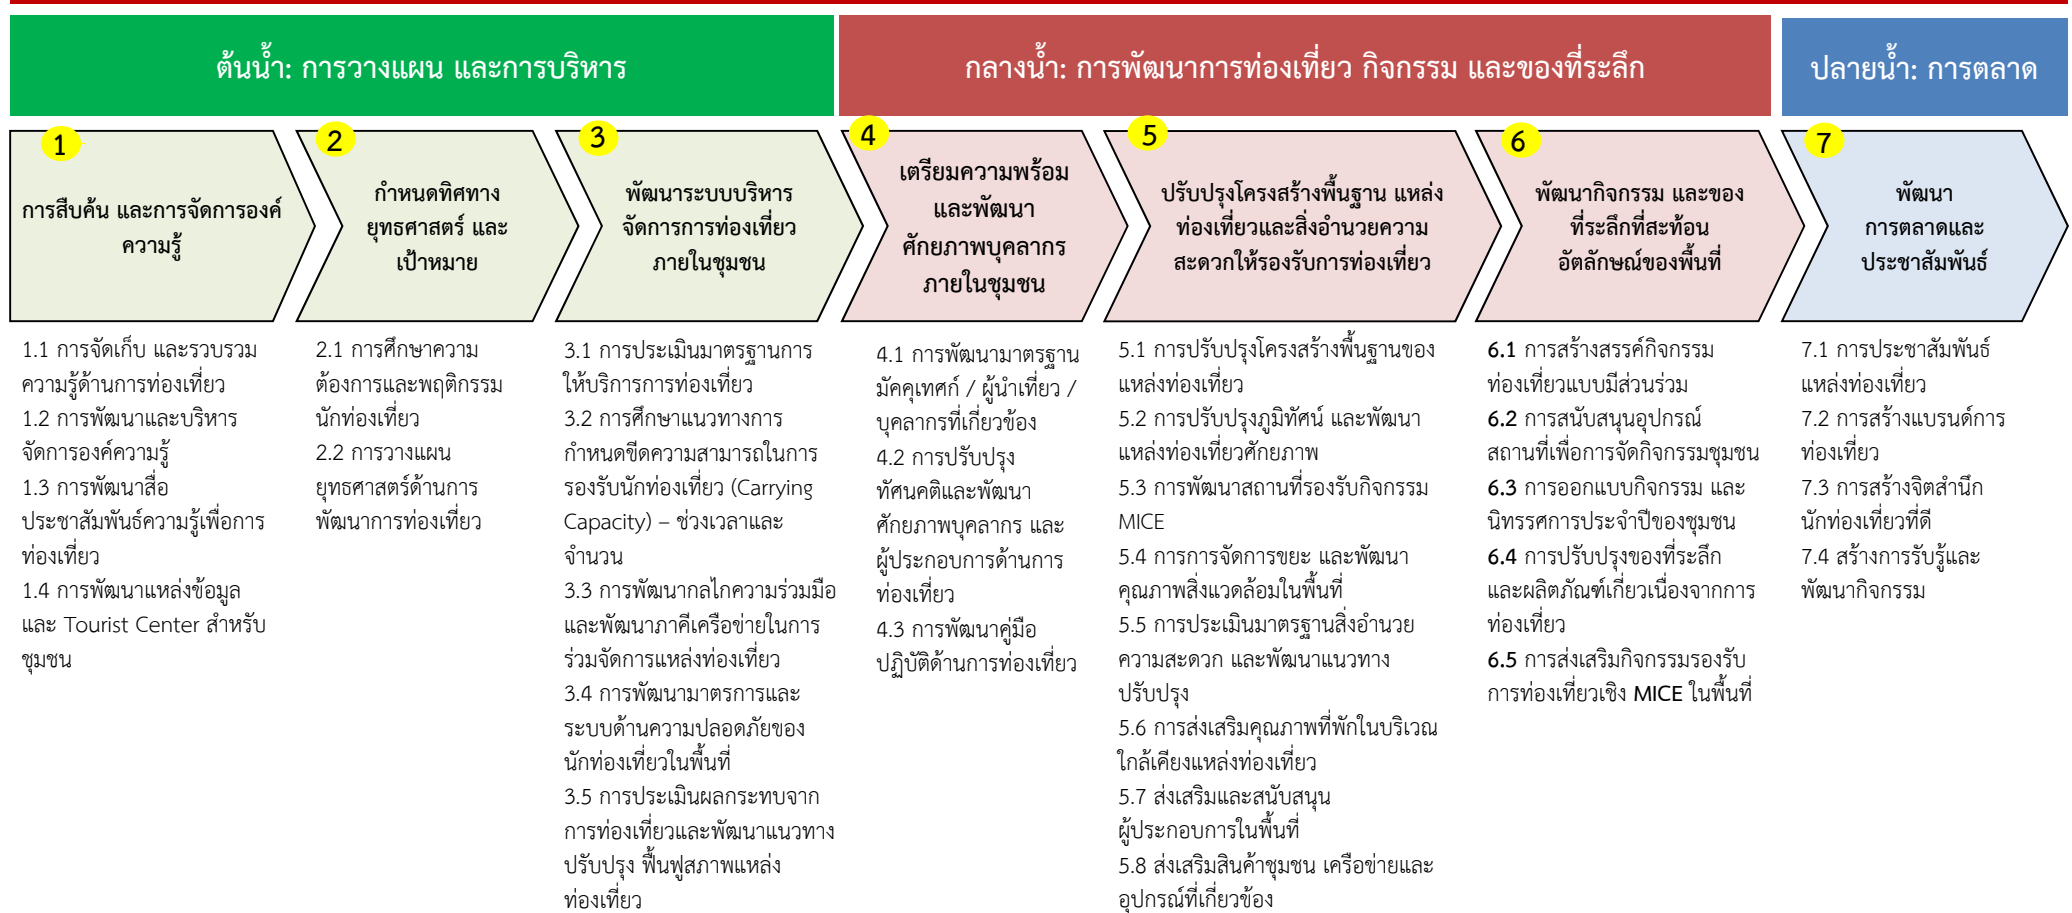 ต้นน้ำ: การวางแผน และการบริหาร
กลางน้ำ: การพัฒนาการท่องเที่ยว กิจกรรม และของที่ระลึก
ปลายน้ำ: การตลาด
1
การสืบค้น และการจัดการองค์
ความรู้
2
กำหนดทิศทาง
ยุทธศาสตร์ และ
เป้าหมาย
3
พัฒนาระบบบริหาร
จัดการการท่องเที่ยว
ภายในชุมชน
4
เตรียมความพร้อม
และพัฒนา
ศักยภาพบุคลากร
ภายในชุมชน
5
ปรับปรุงโครงสร้างพื้นฐาน แหล่ง
ท่องเที่ยวและสิ่งอำนวยความ
สะดวกให้รองรับการท่องเที่ยว
6
พัฒนากิจกรรม และของ
ที่ระลึกที่สะท้อน
อัตลักษณ์ของพื้นที่
7
พัฒนา
การตลาดและ
ประชาสัมพันธ์
1.1 การจัดเก็บ และรวบรวม
ความรู้ด้านการท่องเที่ยว
1.2 การพัฒนาและบริหาร
จัดการองค์ความรู้
1.3 การพัฒนาสื่อ
ประชาสัมพันธ์ความรู้เพื่อการ
ท่องเที่ยว
1.4 การพัฒนาแหล่งข้อมูล
และ Tourist Center สำหรับ
ชุมชน
2.1 การศึกษาความ
ต้องการและพฤติกรรม
นักท่องเที่ยว
2.2 การวางแผน
ยุทธศาสตร์ด้านการ
พัฒนาการท่องเที่ยว
3.1 การประเมินมาตรฐานการ
ให้บริการการท่องเที่ยว
3.2 การศึกษาแนวทางการ
กำหนดขีดความสามารถในการ
รองรับนักท่องเที่ยว (Carrying
Capacity) – ช่วงเวลาและ
จำนวน
3.3 การพัฒนากลไกความร่วมมือ
และพัฒนาภาคีเครือข่ายในการ
ร่วมจัดการแหล่งท่องเที่ยว
3.4 การพัฒนามาตรการและ
ระบบด้านความปลอดภัยของ
นักท่องเที่ยวในพื้นที่
3.5 การประเมินผลกระทบจาก
การท่องเที่ยวและพัฒนาแนวทาง
ปรับปรุง ฟื้นฟูสภาพแหล่ง
ท่องเที่ยว
4.1 การพัฒนามาตรฐาน
มัคคุเทศก์ / ผู้นำเที่ยว /
บุคลากรที่เกี่ยวข้อง
4.2 การปรับปรุง
ทัศนคติและพัฒนา
ศักยภาพบุคลากร และ
ผู้ประกอบการด้านการ
ท่องเที่ยว
4.3 การพัฒนาคู่มือ
ปฏิบัติด้านการท่องเที่ยว
5.1 การปรับปรุงโครงสร้างพื้นฐานของ
แหล่งท่องเที่ยว
5.2 การปรับปรุงภูมิทัศน์ และพัฒนา
แหล่งท่องเที่ยวศักยภาพ
5.3 การพัฒนาสถานที่รองรับกิจกรรม
MICE
5.4 การการจัดการขยะ และพัฒนา
คุณภาพสิ่งแวดล้อมในพื้นที่
5.5 การประเมินมาตรฐานสิ่งอำนวย
ความสะดวก และพัฒนาแนวทาง
ปรับปรุง
5.6 การส่งเสริมคุณภาพที่พักในบริเวณ
ใกล้เคียงแหล่งท่องเที่ยว
5.7 ส่งเสริมและสนับสนุน
ผู้ประกอบการในพื้นที่
5.8 ส่งเสริมสินค้าชุมชน เครือข่ายและ
อุปกรณ์ที่เกี่ยวข้อง
6.1 การสร้างสรรค์กิจกรรม
ท่องเที่ยวแบบมีส่วนร่วม
6.2 การสนับสนุนอุปกรณ์
สถานที่เพื่อการจัดกิจกรรมชุมชน
6.3 การออกแบบกิจกรรม และ
นิทรรศการประจำปีของชุมชน
6.4 การปรับปรุงของที่ระลึก
และผลิตภัณฑ์เกี่ยวเนื่องจากการ
ท่องเที่ยว
6.5 การส่งเสริมกิจกรรมรองรับ
การท่องเที่ยวเชิง MICE ในพื้นที่
7.1 การประชาสัมพันธ์
แหล่งท่องเที่ยว
7.2 การสร้างแบรนด์การ
ท่องเที่ยว
7.3 การสร้างจิตสำนึก
นักท่องเที่ยวที่ดี
7.4 สร้างการรับรู้และ
พัฒนากิจกรรม